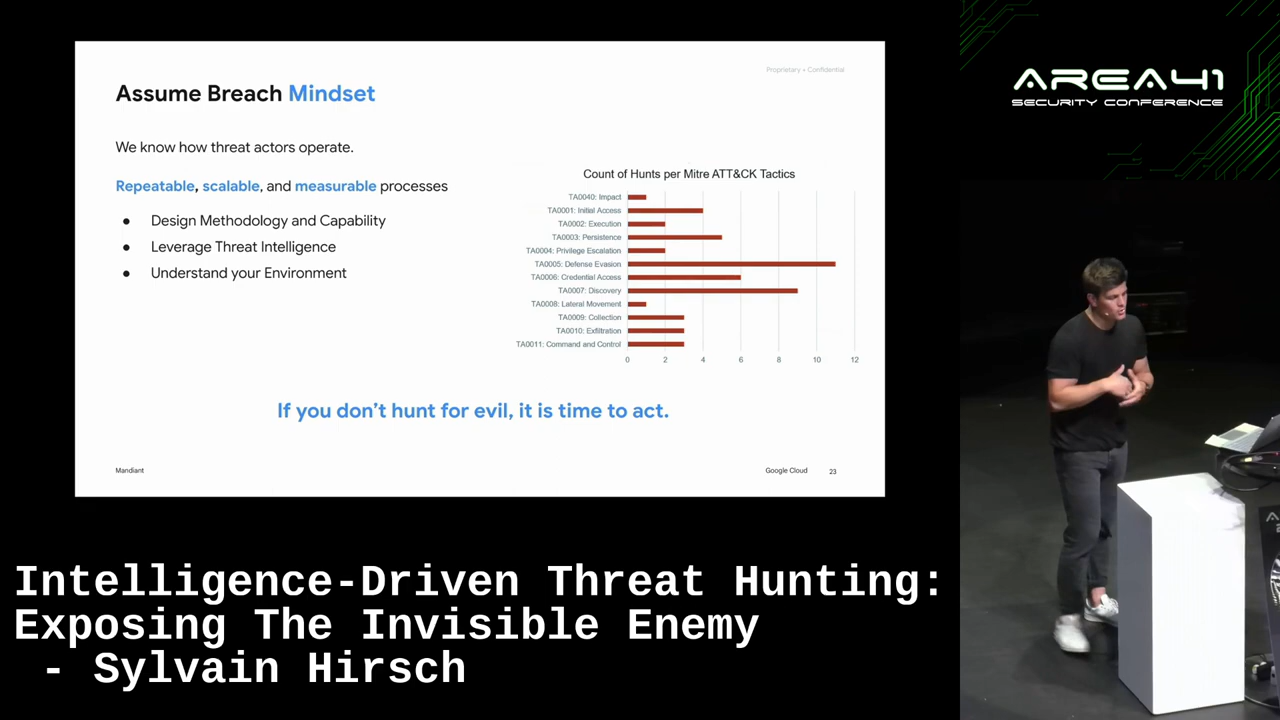 Proprietary + Confidential
Assume Breach Mindset
We know how threat actors operate.
Repeatable, scalable, and measurable processes
● Design Methodology and Capability
● Leverage Threat Intelligence
● Understand your Environment
Count of Hunts per Mitre ATT&CK Tactics
TA0040: Impact
TA0001: Initial Access
TA0002: Execution
TA0003: Persistence
TA0004: Privilege Escalation
TA0005: Defense Evasion
TA0006: Credential Access
TA0007: Discovery
TA0008: Lateral Movement
TA0009: Collection
TA0010: Exfiltration
TA0011: Command and Control
0 2 4 6 8 10 12
If you don't hunt for evil, it is time to act.
Mandiant
Google Cloud 23
AREA41
SECURITY CONFERENCE
Intelligence-Driven Threat Hunting:
Exposing The Invisible Enemy
- Sylvain Hirsch